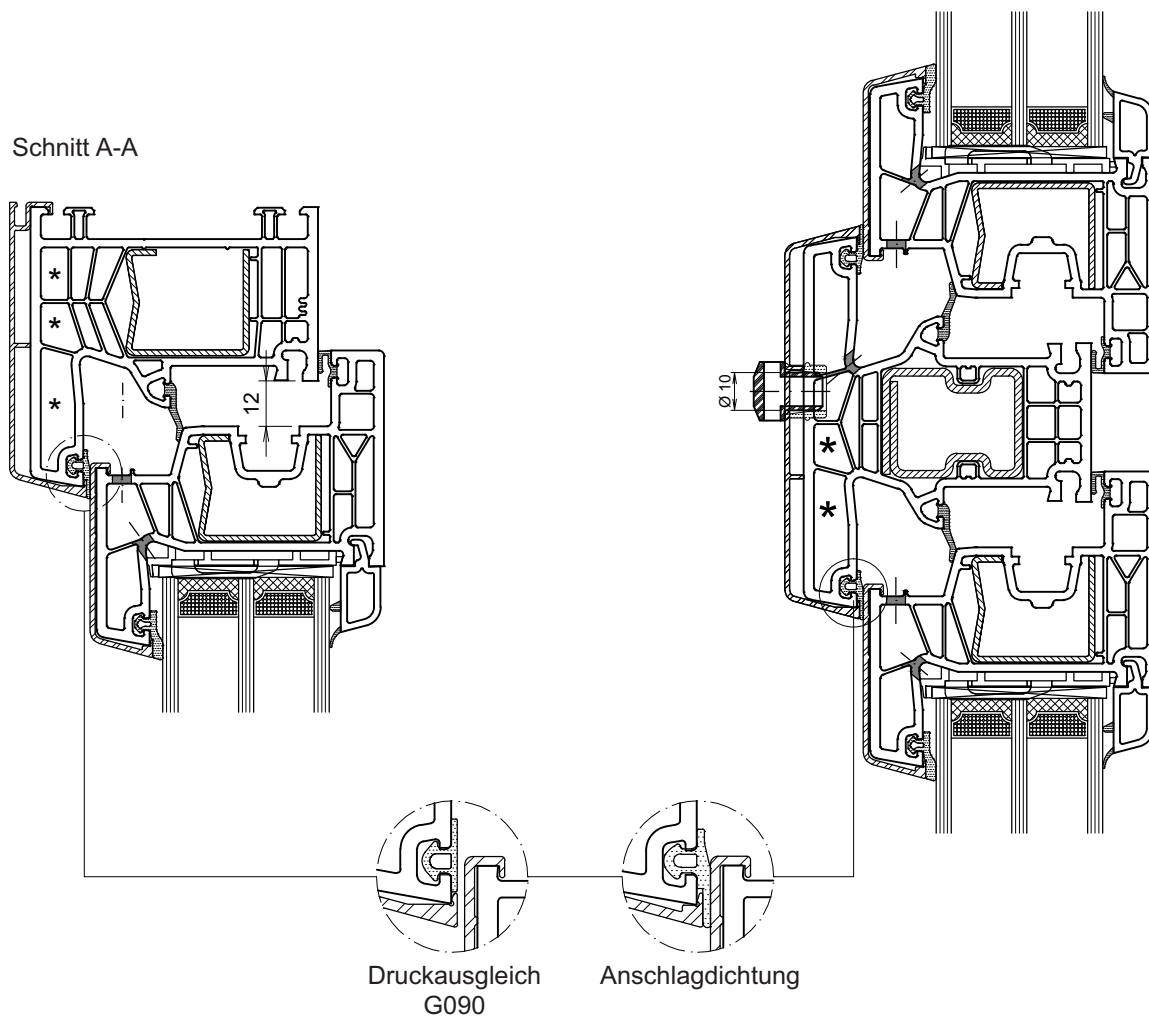 Schnitt A-A
*
*
*
12
Ø 10
*
*
Druckausgleich
G090
Anschlagdichtung